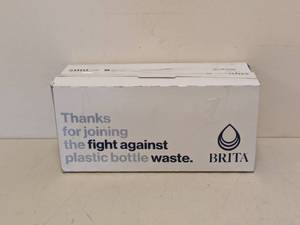 Thanks
for joining
the fight against
plastic bottle waste.
BRITA